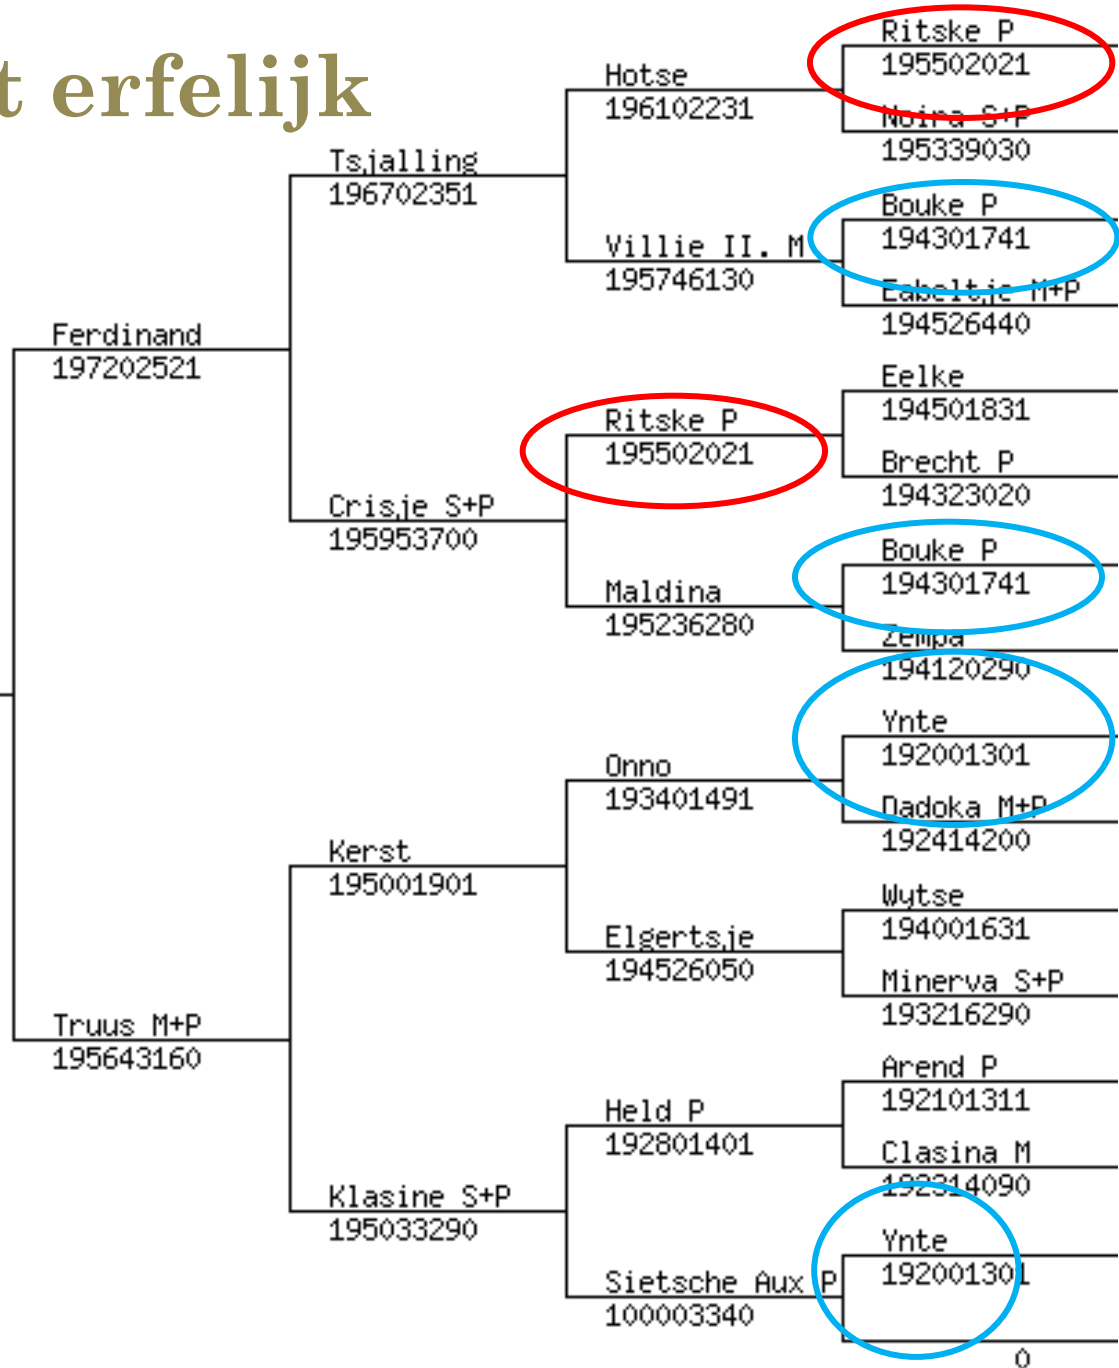 t erfelijk
Ritske P
195502021
Hotse
196102231
Noira S+P
195339030
Tsjalling
196702351
Bouke P
194301741
Villie II. M
195746130
Eabeltje M+P
194526440
Ferdinand
197202521
Eelke
194501831
Ritske P
195502021
Brecht P
194323020
Crisje S+P
195953700
Bouke P
194301741
Maldina
195236280
Zempa
194120290
Ynte
192001301
Onno
193401491
Dadoka M+P
192414200
Kerst
195001901
Wytse
194001631
Elgertsje
194526050
Minerva S+P
193216290
Truus M+P
195643160
Arend P
192101311
Held P
192801401
Clasina M
192314090
Klasine S+P
195033290
Ynte
192001301
Sietsche Aux P
100003340
0